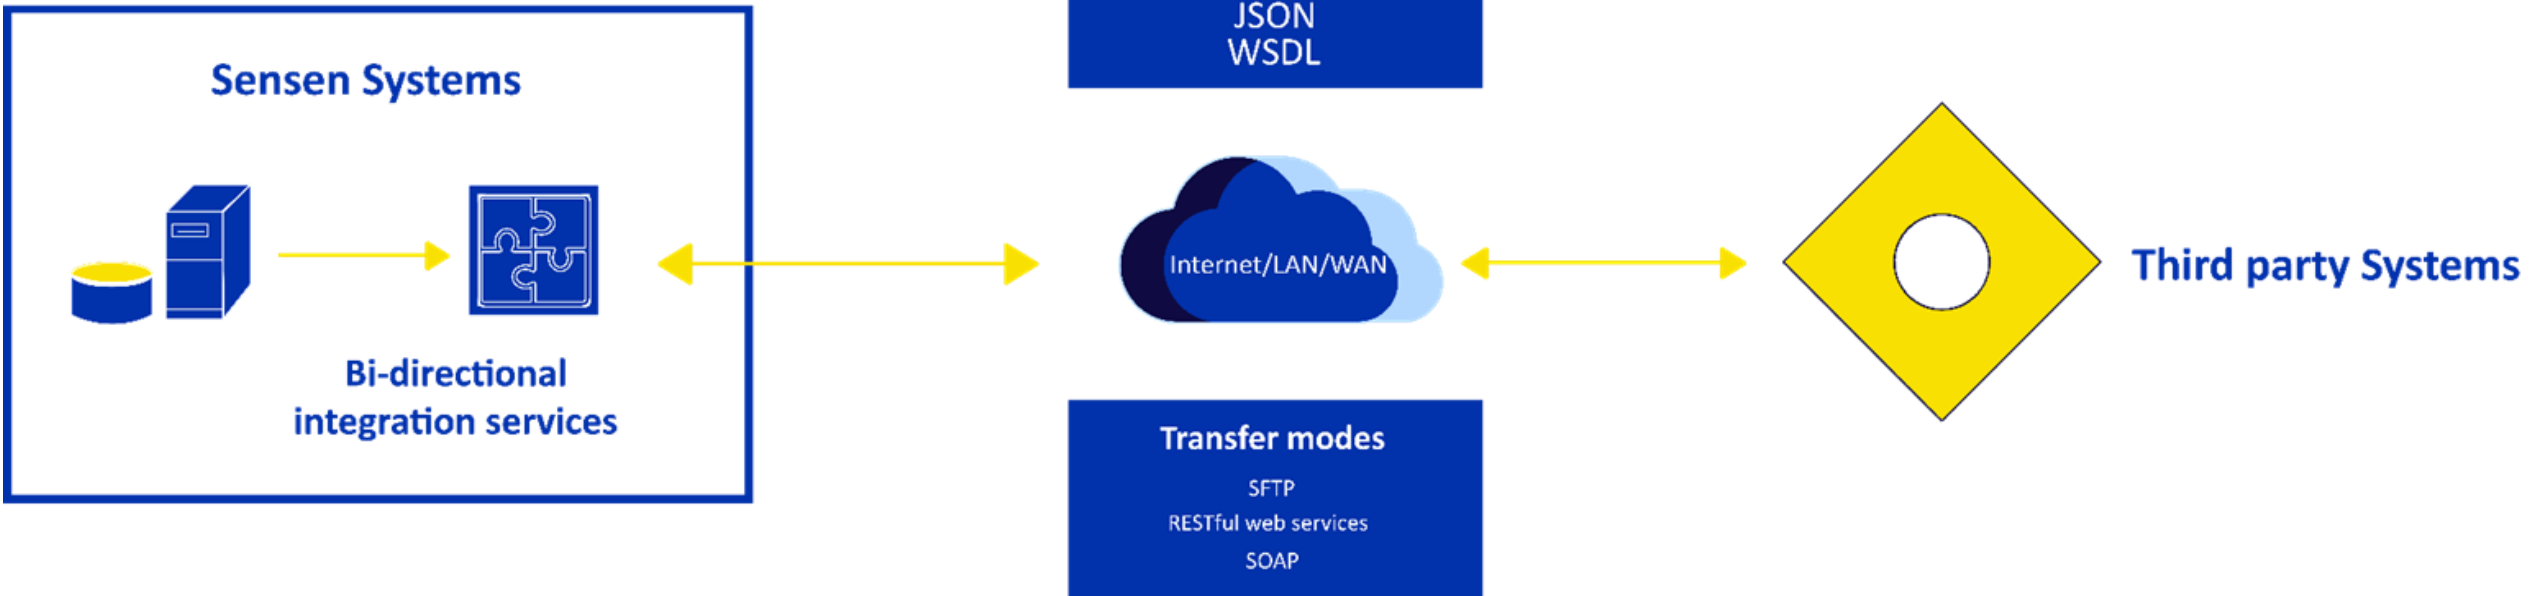 Sensen Systems
Bi-directional
integration services
JSON
WSDL
Internet/LAN/WAN
Transfer modes
SFTP
RESTful web services
SOAP
Third party Systems